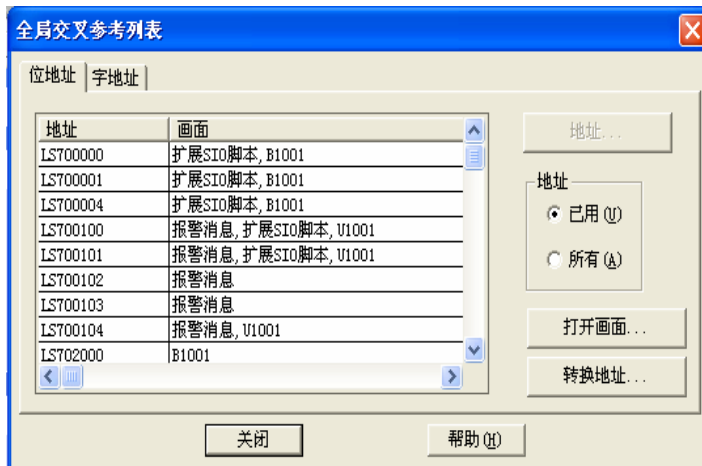 全局交叉参考列表
位地址 字地址
地址 画面
LS700000 扩展SIO脚本, B1001
LS700001 扩展SIO脚本, B1001
LS700004 扩展SIO脚本, B1001
LS700100 报警消息, 扩展SIO脚本, U1001
LS700101 报警消息, 扩展SIO脚本, U1001
LS700102 报警消息
LS700103 报警消息
LS700104 报警消息, U1001
LS702000 B1001
地址...
地址
已用(U)
所有(A)
打开画面...
转换地址...
关闭 帮助(H)